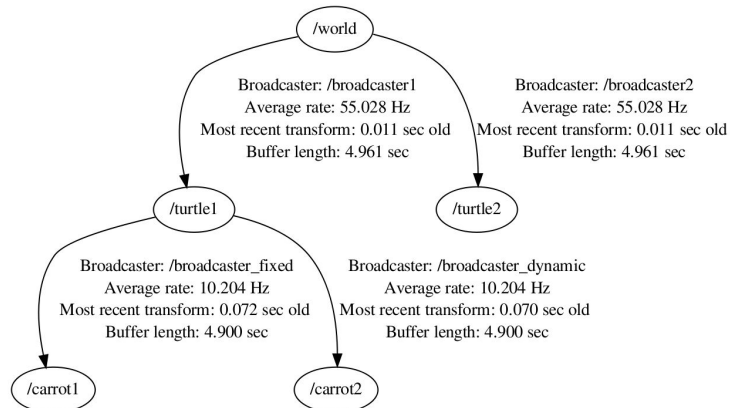 /world
Broadcaster: /broadcaster1
Average rate: 55.028 Hz
Most recent transform: 0.011 sec old
Buffer length: 4.961 sec
Broadcaster: /broadcaster2
Average rate: 55.028 Hz
Most recent transform: 0.011 sec old
Buffer length: 4.961 sec
/turtle1
/turtle2
Broadcaster: /broadcaster_fixed
Average rate: 10.204 Hz
Most recent transform: 0.072 sec old
Buffer length: 4.900 sec
Broadcaster: /broadcaster_dynamic
Average rate: 10.204 Hz
Most recent transform: 0.070 sec old
Buffer length: 4.900 sec
/carrot1
/carrot2